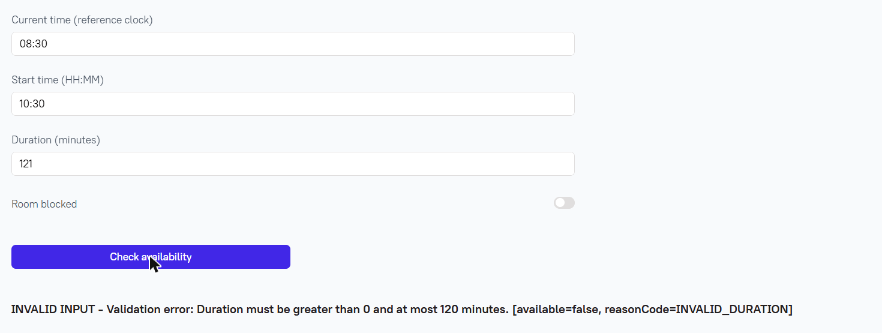 Current time (reference clock)
08:30
Start time (HH:MM)
10:30
Duration (minutes)
121
Room blocked
Check availability
INVALID INPUT - Validation error: Duration must be greater than 0 and at most 120 minutes. [available=false, reasonCode=INVALID_DURATION]